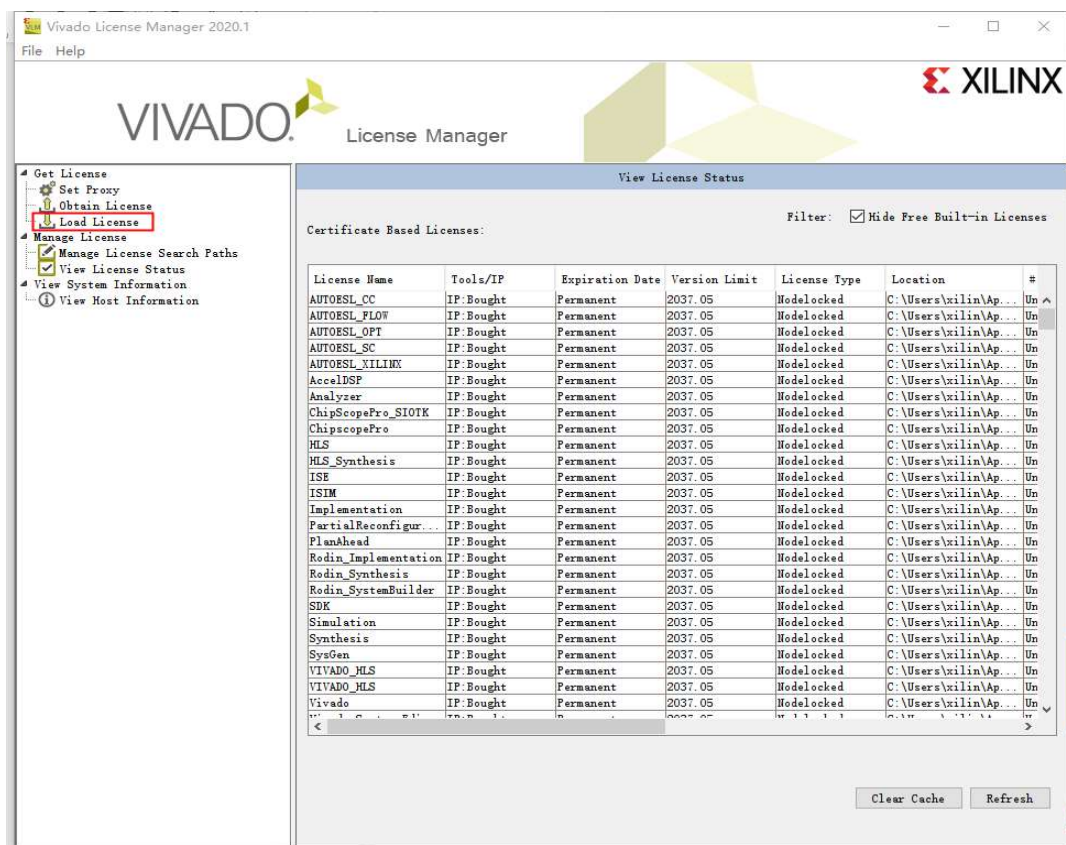 Vivado License Manager 2020.1
File Help
VIVADO. License Manager
XILINX
Get License
Set Proxy
Obtain License
Load License
Manage License
Manage License Search Paths
View License Status
View System Information
View Host Information
View License Status
Filter: Hide Free Built-in Licenses
Certificate Based Licenses:
License Name Tools/IP Expiration Date Version Limit License Type Location #
AUTOESL_CC IP:Bought Permanent 2037.05 Nodelocked C:\Users\xilin\Ap... Un
AUTOESL_FLOW IP:Bought Permanent 2037.05 Nodelocked C:\Users\xilin\Ap... Un
AUTOESL_OPT IP:Bought Permanent 2037.05 Nodelocked C:\Users\xilin\Ap... Un
AUTOESL_SC IP:Bought Permanent 2037.05 Nodelocked C:\Users\xilin\Ap... Un
AUTOESL_XILINX IP:Bought Permanent 2037.05 Nodelocked C:\Users\xilin\Ap... Un
AccelDSP IP:Bought Permanent 2037.05 Nodelocked C:\Users\xilin\Ap... Un
Analyzer IP:Bought Permanent 2037.05 Nodelocked C:\Users\xilin\Ap... Un
ChipScopePro_SIOTK IP:Bought Permanent 2037.05 Nodelocked C:\Users\xilin\Ap... Un
ChipscopePro IP:Bought Permanent 2037.05 Nodelocked C:\Users\xilin\Ap... Un
HLS IP:Bought Permanent 2037.05 Nodelocked C:\Users\xilin\Ap... Un
HLS_Synthesis IP:Bought Permanent 2037.05 Nodelocked C:\Users\xilin\Ap... Un
ISE IP:Bought Permanent 2037.05 Nodelocked C:\Users\xilin\Ap... Un
ISIM IP:Bought Permanent 2037.05 Nodelocked C:\Users\xilin\Ap... Un
Implementation IP:Bought Permanent 2037.05 Nodelocked C:\Users\xilin\Ap... Un
PartialReconfigur... IP:Bought Permanent 2037.05 Nodelocked C:\Users\xilin\Ap... Un
PlanAhead IP:Bought Permanent 2037.05 Nodelocked C:\Users\xilin\Ap... Un
Rodin_Implementation IP:Bought Permanent 2037.05 Nodelocked C:\Users\xilin\Ap... Un
Rodin_Synthesis IP:Bought Permanent 2037.05 Nodelocked C:\Users\xilin\Ap... Un
Rodin_SystemBuilder IP:Bought Permanent 2037.05 Nodelocked C:\Users\xilin\Ap... Un
SDK IP:Bought Permanent 2037.05 Nodelocked C:\Users\xilin\Ap... Un
Simulation IP:Bought Permanent 2037.05 Nodelocked C:\Users\xilin\Ap... Un
Synthesis IP:Bought Permanent 2037.05 Nodelocked C:\Users\xilin\Ap... Un
SysGen IP:Bought Permanent 2037.05 Nodelocked C:\Users\xilin\Ap... Un
VIVADO_HLS IP:Bought Permanent 2037.05 Nodelocked C:\Users\xilin\Ap... Un
VIVADO_HLS IP:Bought Permanent 2037.05 Nodelocked C:\Users\xilin\Ap... Un
Vivado IP:Bought Permanent 2037.05 Nodelocked C:\Users\xilin\Ap... Un
Clear Cache Refresh